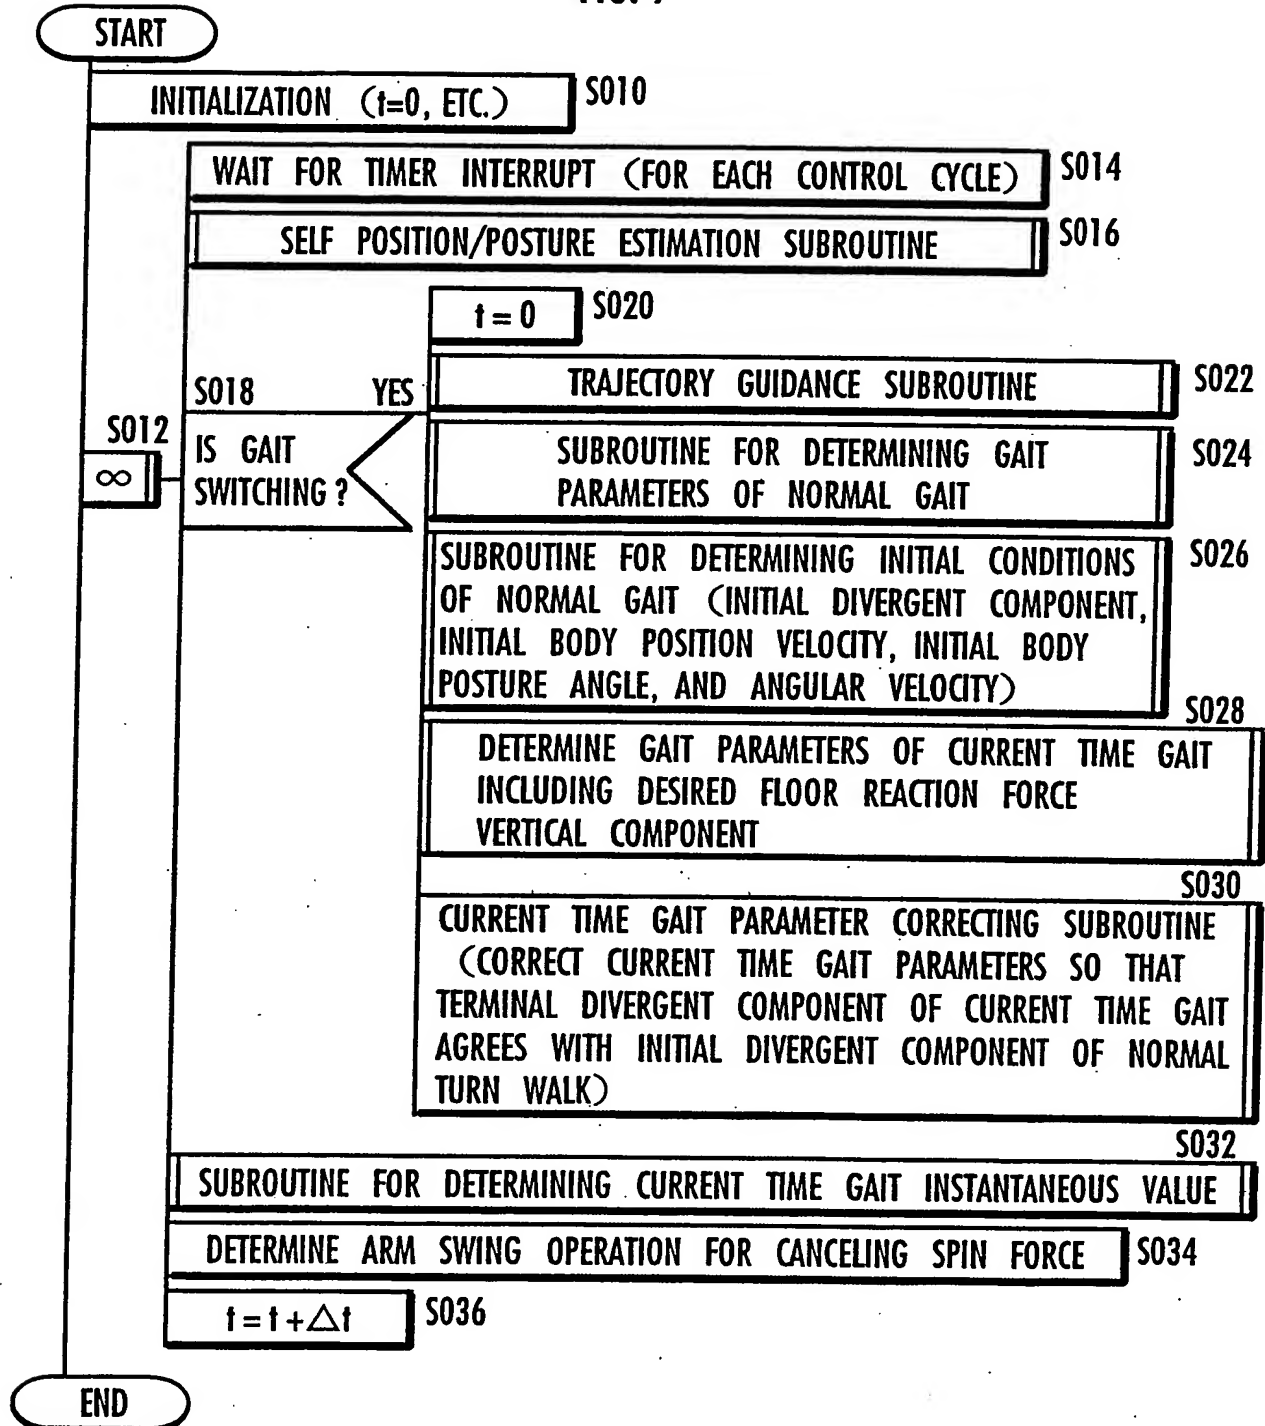 START
INITIALIZATION (t=0, ETC.) S010
WAIT FOR TIMER INTERRUPT (FOR EACH CONTROL CYCLE) S014
SELF POSITION/POSTURE ESTIMATION SUBROUTINE S016
t = 0 S020
TRAJECTORY GUIDANCE SUBROUTINE S022
S018 YES
S012
∞
IS GAIT
SWITCHING?
SUBROUTINE FOR DETERMINING GAIT S024
PARAMETERS OF NORMAL GAIT
SUBROUTINE FOR DETERMINING INITIAL CONDITIONS S026
OF NORMAL GAIT (INITIAL DIVERGENT COMPONENT,
INITIAL BODY POSITION VELOCITY, INITIAL BODY
POSTURE ANGLE, AND ANGULAR VELOCITY)
S028
DETERMINE GAIT PARAMETERS OF CURRENT TIME GAIT
INCLUDING DESIRED FLOOR REACTION FORCE
VERTICAL COMPONENT
S030
CURRENT TIME GAIT PARAMETER CORRECTING SUBROUTINE
(CORRECT CURRENT TIME GAIT PARAMETERS SO THAT
TERMINAL DIVERGENT COMPONENT OF CURRENT TIME GAIT
AGREES WITH INITIAL DIVERGENT COMPONENT OF NORMAL
TURN WALK)
S032
SUBROUTINE FOR DETERMINING CURRENT TIME GAIT INSTANTANEOUS VALUE
DETERMINE ARM SWING OPERATION FOR CANCELING SPIN FORCE S034
t=t+△t S036
END